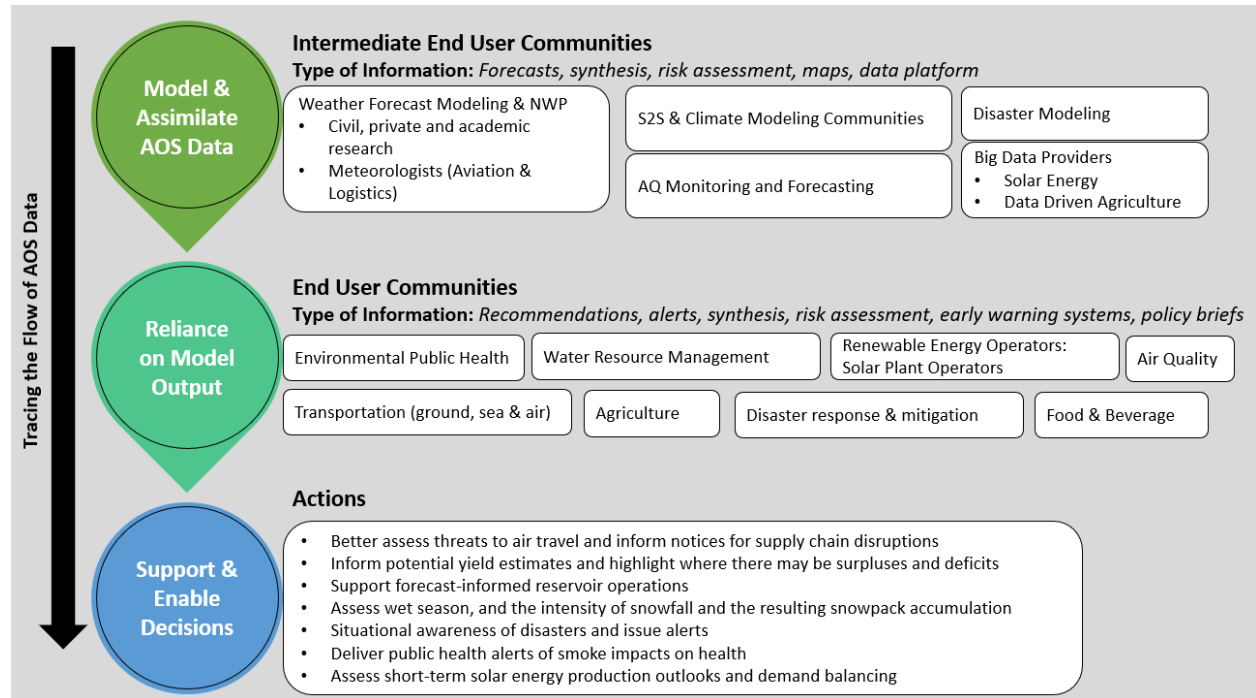 Tracing the Flow of AOS Data
Model &
Assimilate
AOS Data
Intermediate End User Communities
Type of Information: Forecasts, synthesis, risk assessment, maps, data platform
Weather Forecast Modeling & NWP
• Civil, private and academic
research
• Meteorologists (Aviation &
Logistics)
S2S & Climate Modeling Communities
AQ Monitoring and Forecasting
Disaster Modeling
Big Data Providers
• Solar Energy
• Data Driven Agriculture
Reliance
on Model
Output
End User Communities
Type of Information: Recommendations, alerts, synthesis, risk assessment, early warning systems, policy briefs
Environmental Public Health
Water Resource Management
Renewable Energy Operators:
Solar Plant Operators
Air Quality
Transportation (ground, sea & air)
Agriculture
Disaster response & mitigation
Food & Beverage
Support &
Enable
Decisions
Actions
• Better assess threats to air travel and inform notices for supply chain disruptions
• Inform potential yield estimates and highlight where there may be surpluses and deficits
• Support forecast-informed reservoir operations
• Assess wet season, and the intensity of snowfall and the resulting snowpack accumulation
• Situational awareness of disasters and issue alerts
• Deliver public health alerts of smoke impacts on health
• Assess short-term solar energy production outlooks and demand balancing